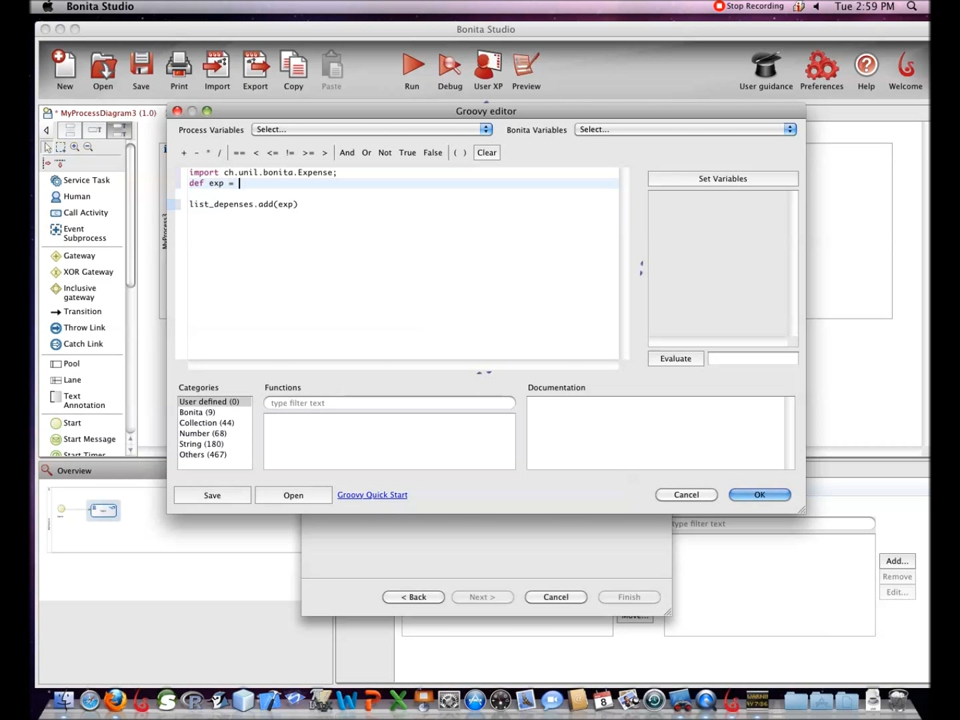 Bonita Studio
Stop Recording
Tue 2:59 PM
Bonita Studio
New
Open
Save
Print
Import
Export
Copy
Paste
Run
Debug
User XP
Preview
User guidance
Preferences
Help
Welcome
* MyProcessDiagram3 (1.0)
Groovy editor
Process Variables
Select...
Bonita Variables
Select...
+ - * / == < <= != >= > And Or Not True False ( ) Clear
import ch.unil.bonita.Expense;
def exp =
list_depenses.add(exp)
Set Variables
Evaluate
Service Task
Human
Call Activity
Event
Subprocess
Gateway
XOR Gateway
Inclusive
gateway
Transition
Throw Link
Catch Link
Pool
Lane
Text
Annotation
Start
Start Message
Start Timer
Categories
User defined (0)
Bonita (9)
Collection (44)
Number (68)
String (180)
Others (467)
Functions
type filter text
Documentation
Save
Open
Groovy Quick Start
Cancel
OK
Overview
type filter text
Add...
Remove
Edit...
< Back
Next >
Cancel
Finish
Move...